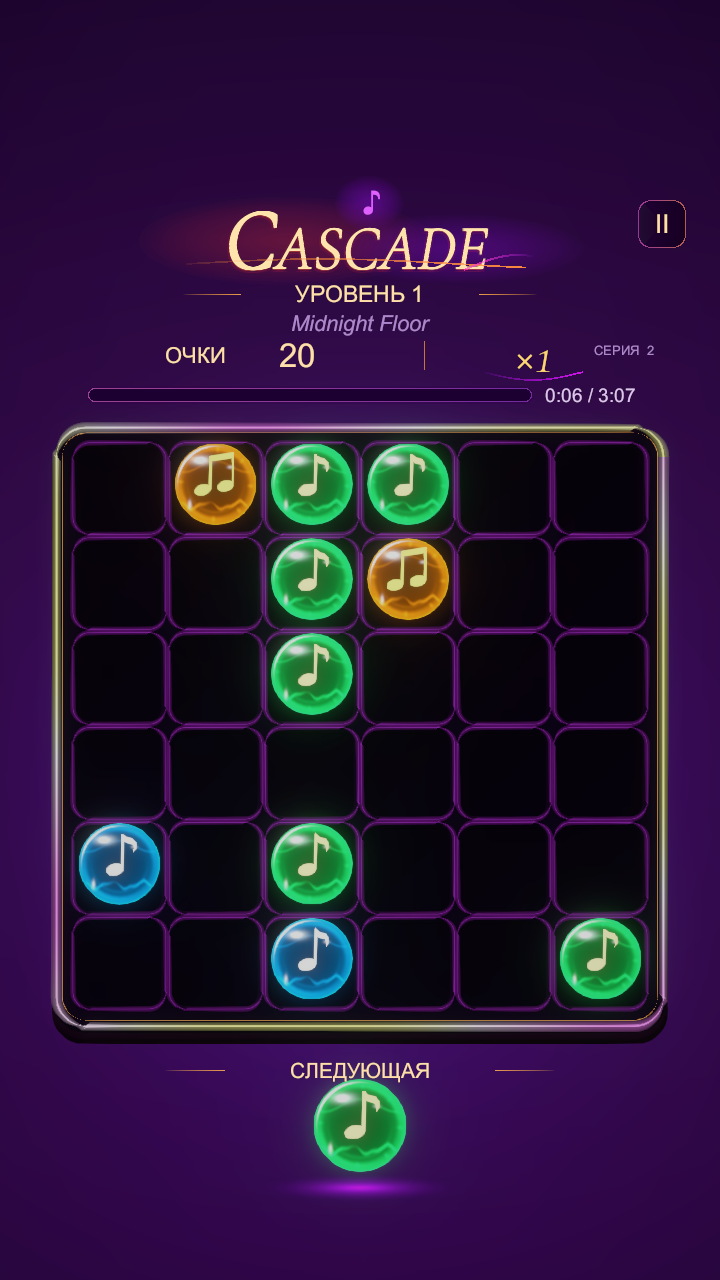 CASCADE
УРОВЕНЬ 1
Midnight Floor
ОЧКИ 20 ×1 СЕРИЯ 2
0:06 / 3:07
СЛЕДУЮЩАЯ